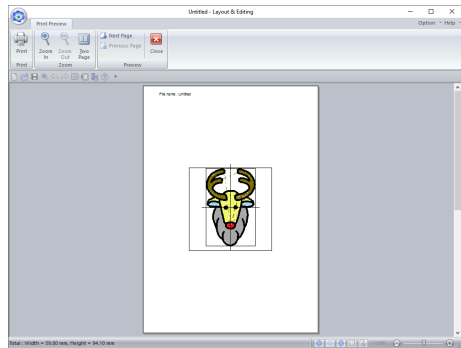 Untitled - Layout & Editing
Print Preview
Option
Help
Print
Zoom In
Zoom Out
Two Page
Next Page
Previous Page
Close
Print
Zoom
Preview
File name : Untitled
Total : Width = 59.60 mm, Height = 94.10 mm